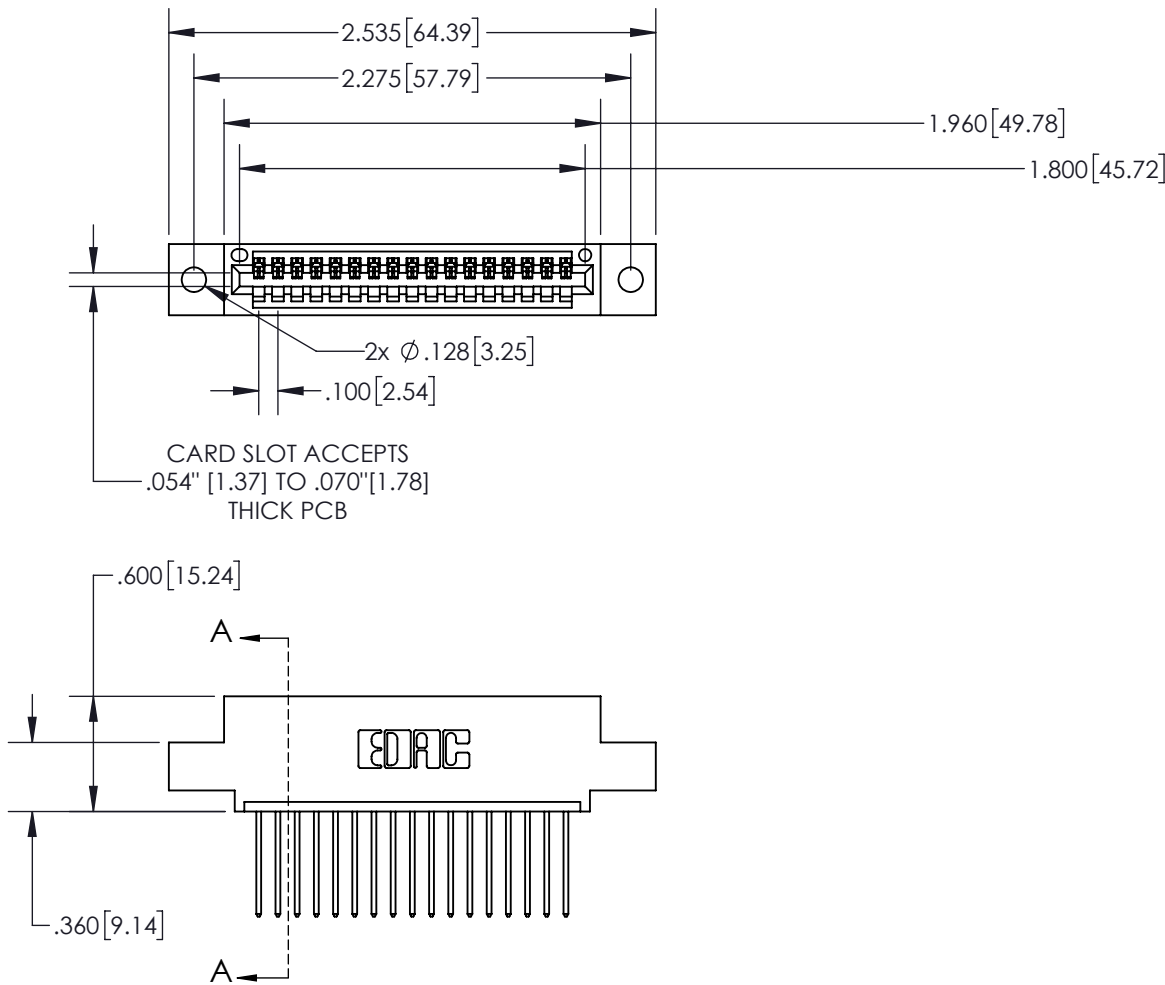 2.535[64.39]
2.275[57.79]
1.960[49.78]
1.800[45.72]
2x ∅.128[3.25]
.100[2.54]
CARD SLOT ACCEPTS
.054" [1.37] TO .070"[1.78]
THICK PCB
.600[15.24]
A
EDAC
.360[9.14]
A